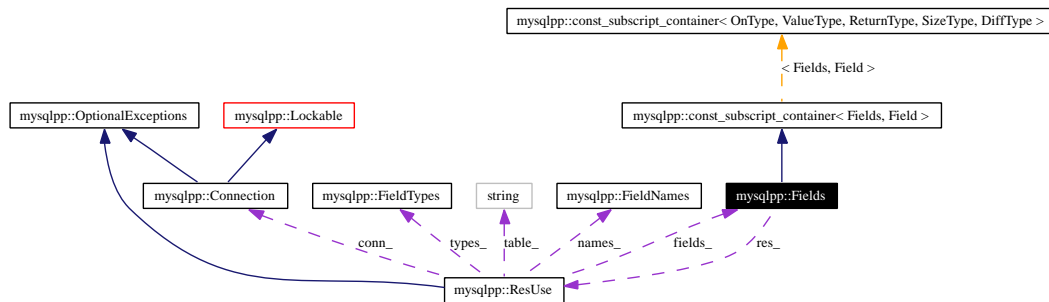 mysqlpp::const_subscript_container< OnType, ValueType, ReturnType, SizeType, DiffType >
< Fields, Field >
mysqlpp::OptionalExceptions
mysqlpp::Lockable
mysqlpp::const_subscript_container< Fields, Field >
mysqlpp::Connection
mysqlpp::FieldTypes
string
mysqlpp::FieldNames
mysqlpp::Fields
conn_
types_
table_
names_
fields_
res_
mysqlpp::ResUse